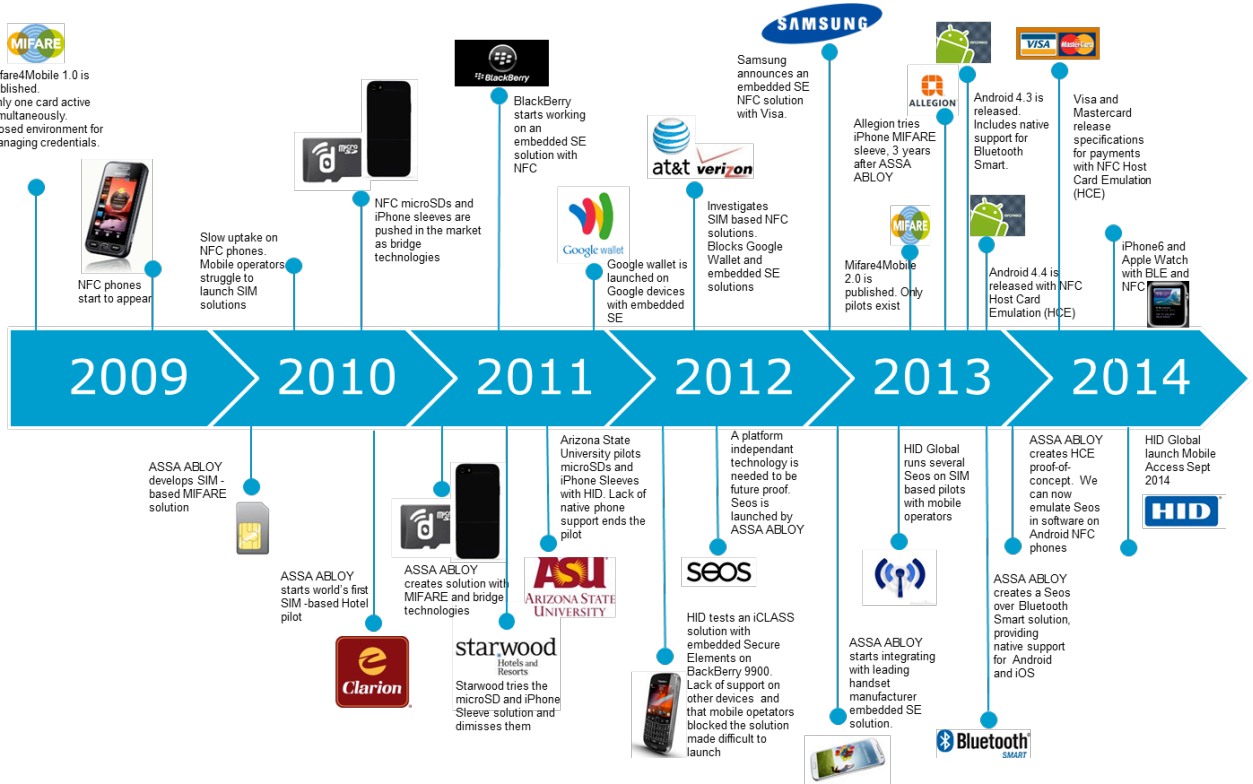 MIFARE
fare4Mobile 1.0 is
blished.
nly one card active
multaneously.
osed environment for
anaging credentials.
NFC phones
start to appear
Slow uptake on
NFC phones.
Mobile operators
struggle to
launch SIM
solutions
micro
SD
NFC microSDs and
iPhone sleeves are
pushed in the market
as bridge
technologies
BlackBerry
BlackBerry
starts working
on an
embedded SE
solution with
NFC
Google wallet
Google wallet is
launched on
Google devices
with embedded
SE
at&t verizon
Investigates
SIM based NFC
solutions.
Blocks Google
Wallet and
embedded SE
solutions
SAMSUNG
Samsung
announces an
embedded SE
NFC solution
with Visa.
ALLEGION
Allegion tries
iPhone MIFARE
sleeve, 3 years
after ASSA
ABLOY
MIFARE
Mifare4Mobile
2.0 is
published. Only
pilots exist
Android 4.3 is
released.
Includes native
support for
Bluetooth
Smart.
Android 4.4 is
released with NFC
Host Card
Emulation (HCE)
VISA MasterCard
Visa and
Mastercard
release
specifications
for payments
with NFC Host
Card Emulation
(HCE)
iPhone6 and
Apple Watch
with BLE and
NFC
2009 2010 2011 2012 2013 2014
ASSA ABLOY
develops SIM -
based MIFARE
solution
ASSA ABLOY
starts world's first
SIM -based Hotel
pilot
Clarion
micro
SD
ASSA ABLOY
creates solution with
MIFARE and bridge
technologies
starwood
Hotels and
Resorts
Starwood tries the
microSD and iPhone
Sleeve solution and
dimisses them
Arizona State
University pilots
microSDs and
iPhone Sleeves
with HID. Lack of
native phone
support ends the
pilot
ASU
ARIZONA STATE
UNIVERSITY
HID tests an iCLASS
solution with
embedded Secure
Elements on
BackBerry 9900.
Lack of support on
other devices and
that mobile opetators
blocked the solution
made difficult to
launch
A platform
independant
technology is
needed to be
future proof.
Seos is
launched by
ASSA ABLOY
seos
ASSA ABLOY
starts integrating
with leading
handset
manufacturer
embedded SE
solution.
HID Global
runs several
Seos on SIM
based pilots
with mobile
operators
ASSA ABLOY
creates a Seos
over Bluetooth
Smart solution,
providing
native support
for Android
and iOS
Bluetooth
SMART
ASSA ABLOY
creates HCE
proof-of-
concept. We
can now
emulate Seos
in software on
Android NFC
phones
HID Global
launch Mobile
Access Sept
2014
HID